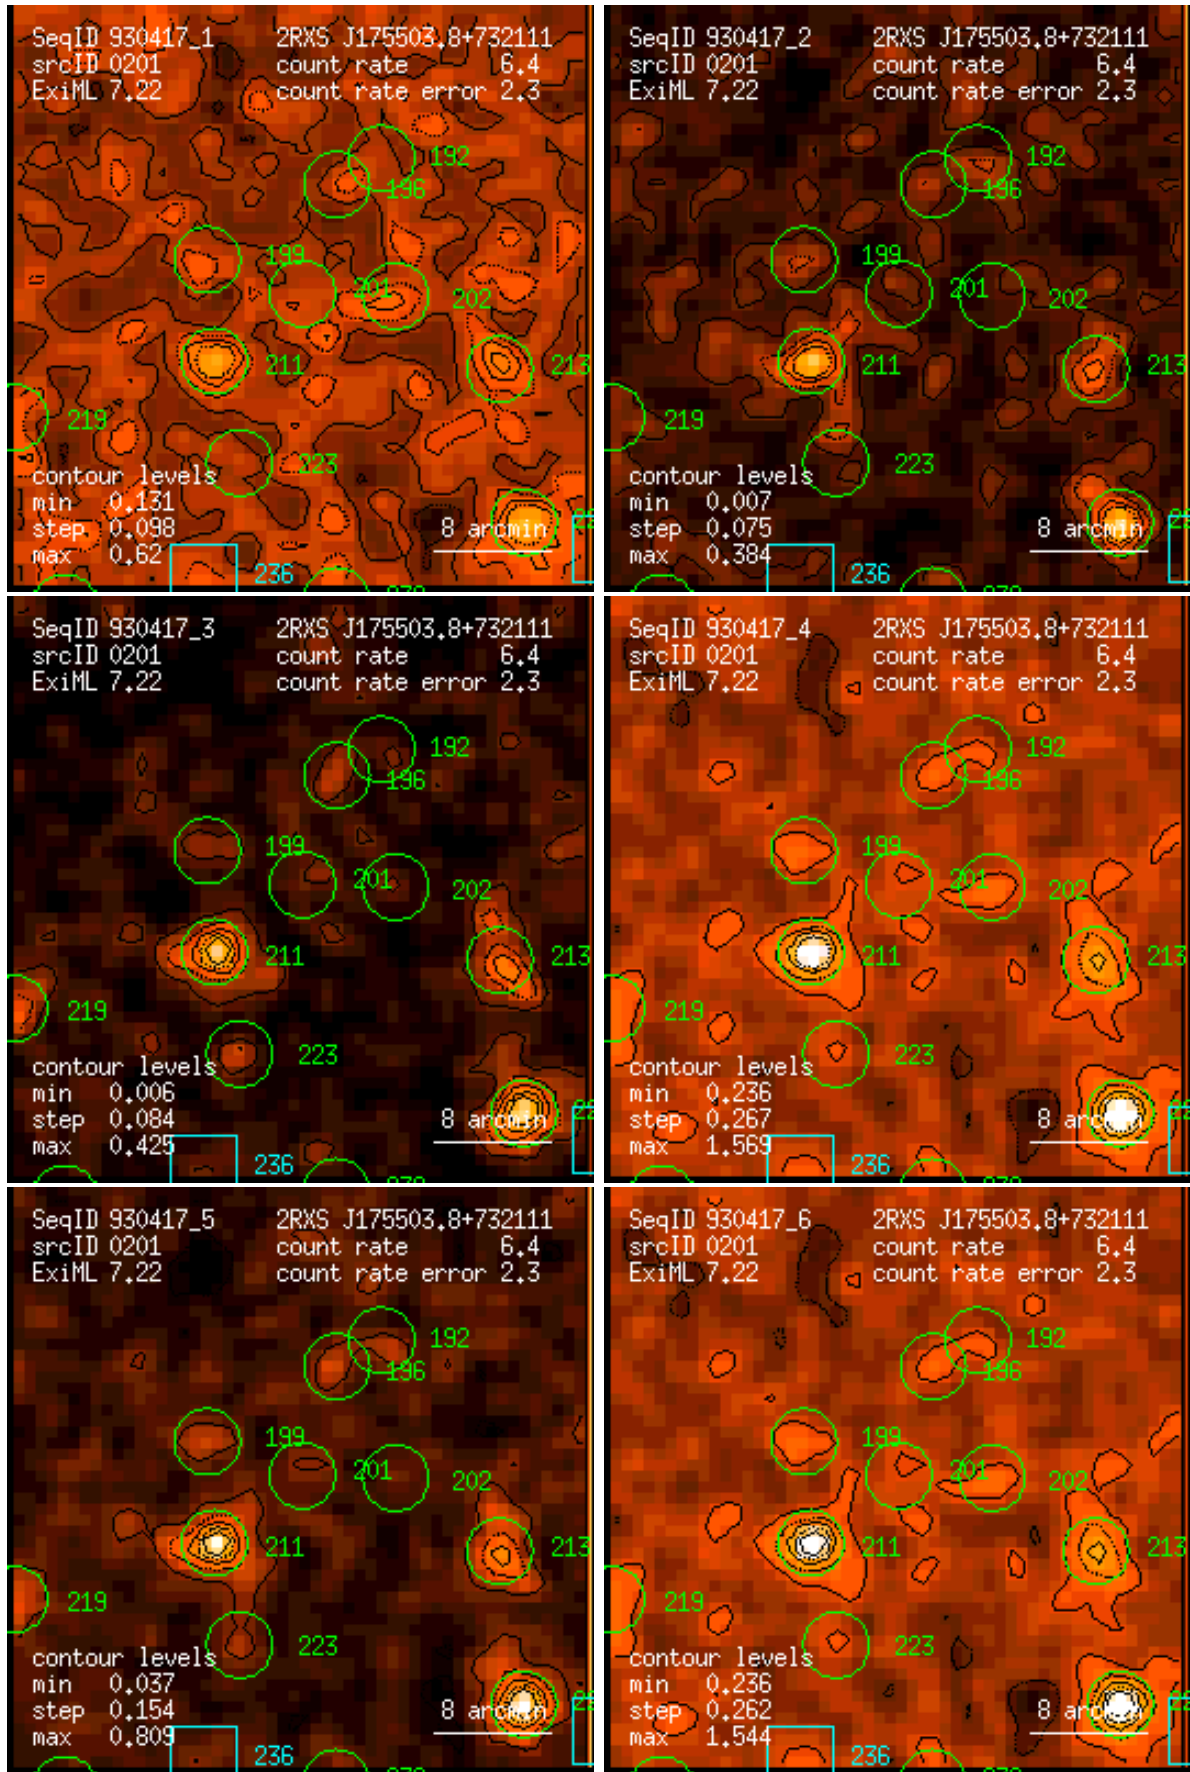 SeqID 930417_1 2RXS J175503.8+732111
srcID 0201 count rate 6.4
ExiML 7.22 count rate error 2.3
192
196
199
201 202
211 213
219
223
contour levels
min 0.131
step 0.098 8 arcmin
max 0.62
236
SeqID 930417_2 2RXS J175503.8+732111
srcID 0201 count rate 6.4
ExiML 7.22 count rate error 2.3
192
196
199
201 202
211 213
219
223
contour levels
min 0.007
step 0.075 8 arcmin
max 0.384
236
SeqID 930417_3 2RXS J175503.8+732111
srcID 0201 count rate 6.4
ExiML 7.22 count rate error 2.3
192
196
199
201 202
211 213
219
223
contour levels
min 0.006
step 0.084 8 arcmin
max 0.425
236
SeqID 930417_4 2RXS J175503.8+732111
srcID 0201 count rate 6.4
ExiML 7.22 count rate error 2.3
192
196
199
201 202
211 213
219
223
contour levels
min 0.236
step 0.267 8 arcmin
max 1.569
236
SeqID 930417_5 2RXS J175503.8+732111
srcID 0201 count rate 6.4
ExiML 7.22 count rate error 2.3
192
196
199
201 202
211 213
219
223
contour levels
min 0.037
step 0.154 8 arcmin
max 0.809
236
SeqID 930417_6 2RXS J175503.8+732111
srcID 0201 count rate 6.4
ExiML 7.22 count rate error 2.3
192
196
199
201 202
211 213
219
223
contour levels
min 0.236
step 0.262 8 arcmin
max 1.544
236